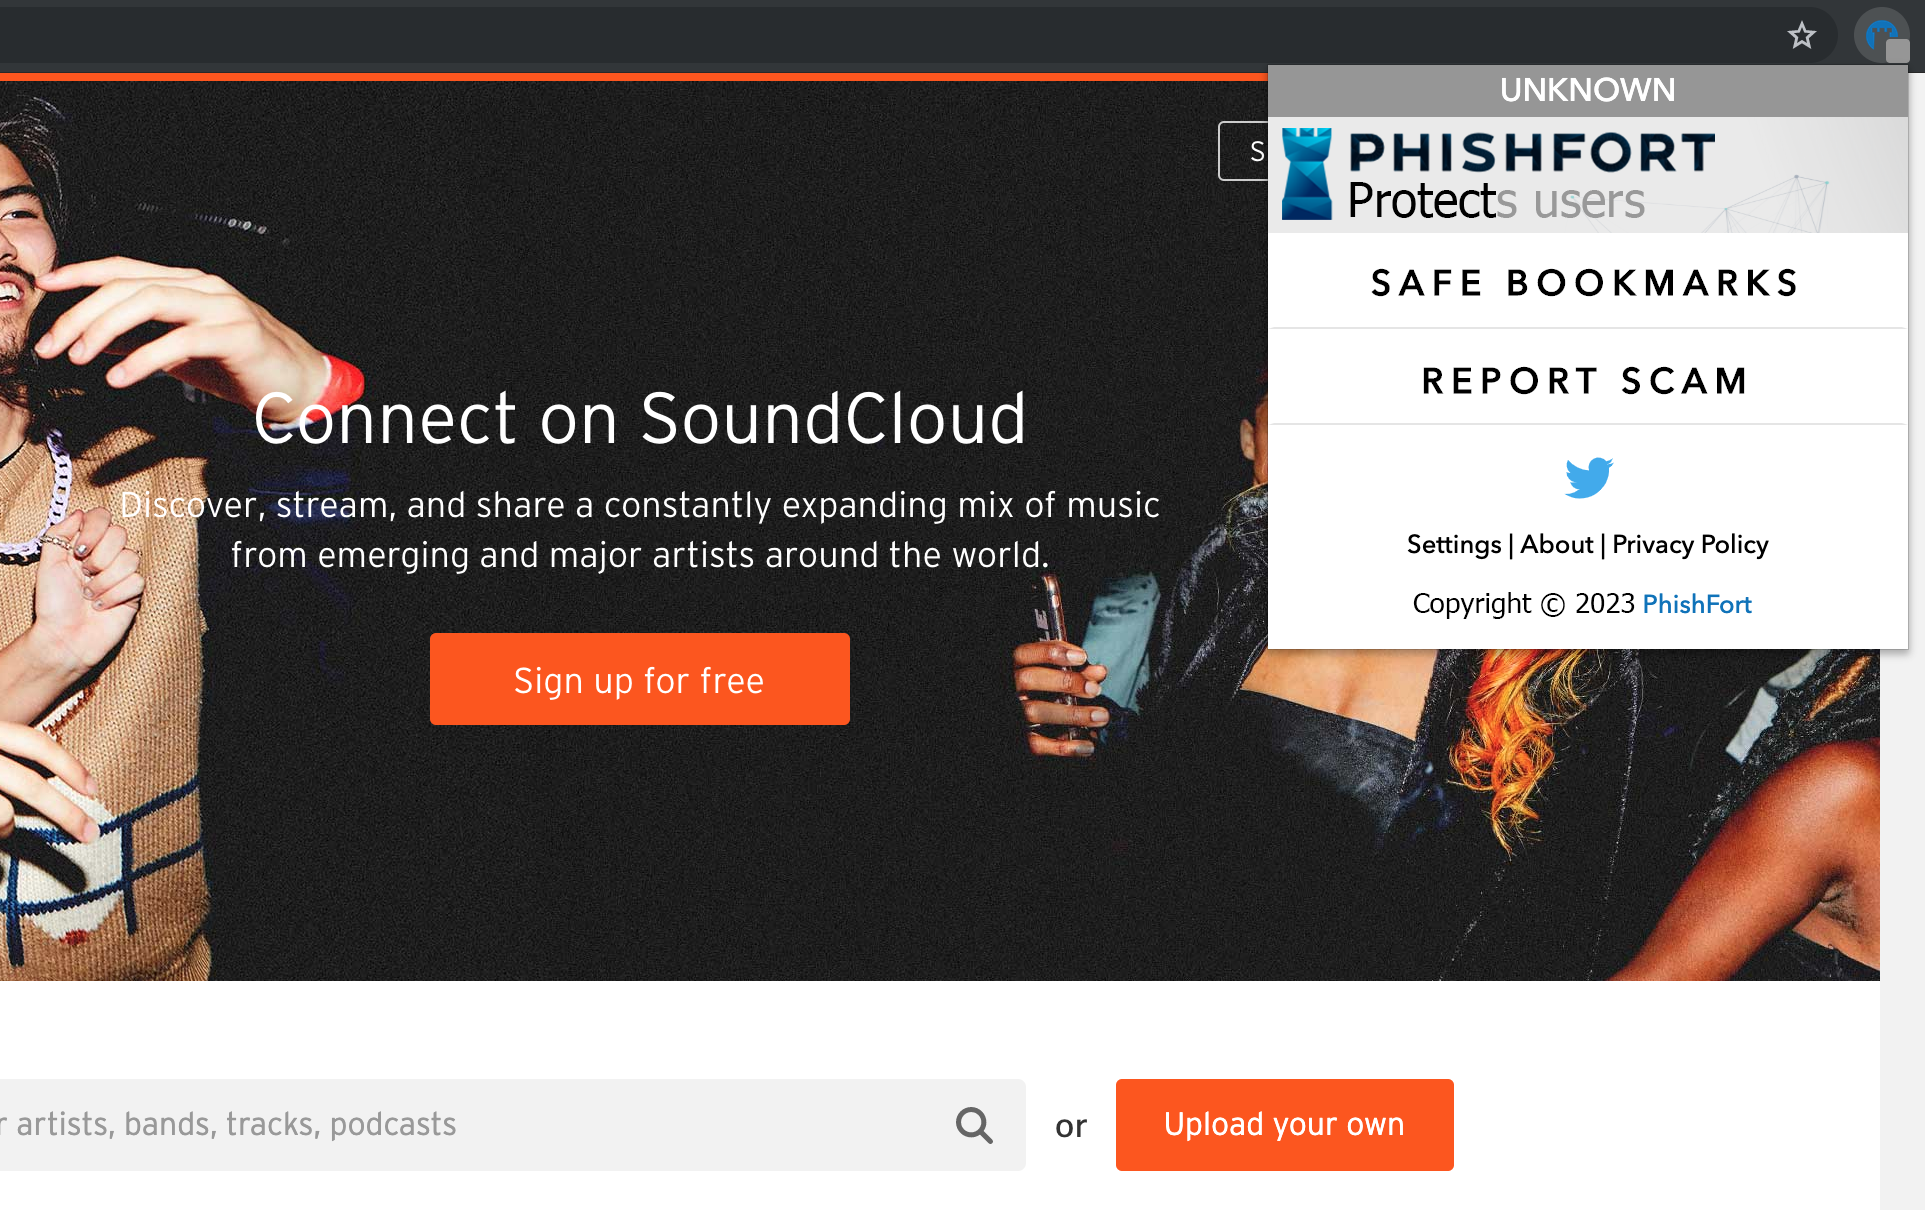 UNKNOWN
PHISHFORT
Protects users
SAFE BOOKMARKS
REPORT SCAM
Settings | About | Privacy Policy
Copyright © 2023 PhishFort
S
Connect on SoundCloud
Discover, stream, and share a constantly expanding mix of music
from emerging and major artists around the world.
Sign up for free
r artists, bands, tracks, podcasts
or
Upload your own